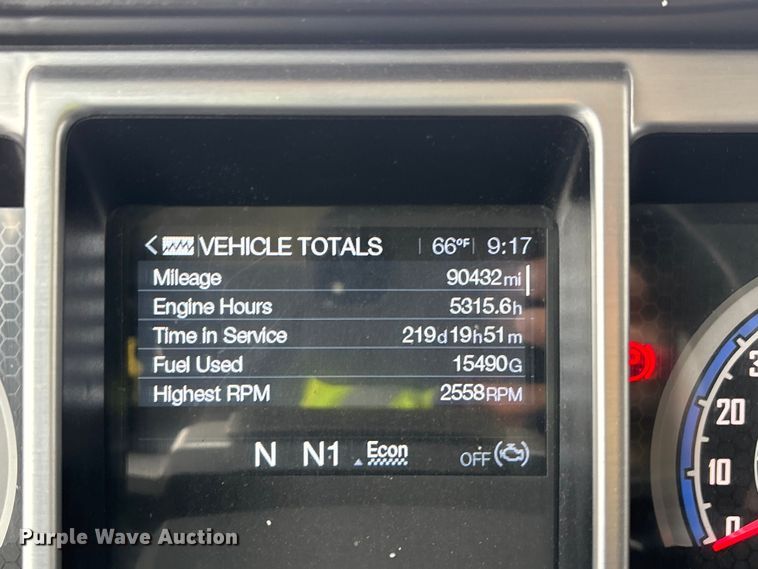 < VEHICLE TOTALS | 66°F | 9:17
Mileage 90432mi
Engine Hours 5315.6h
Time in Service 219d19h51m
Fuel Used 15490G
Highest RPM 2558RPM
N N1 Econ OFF
20
10
0
Purple Wave Auction